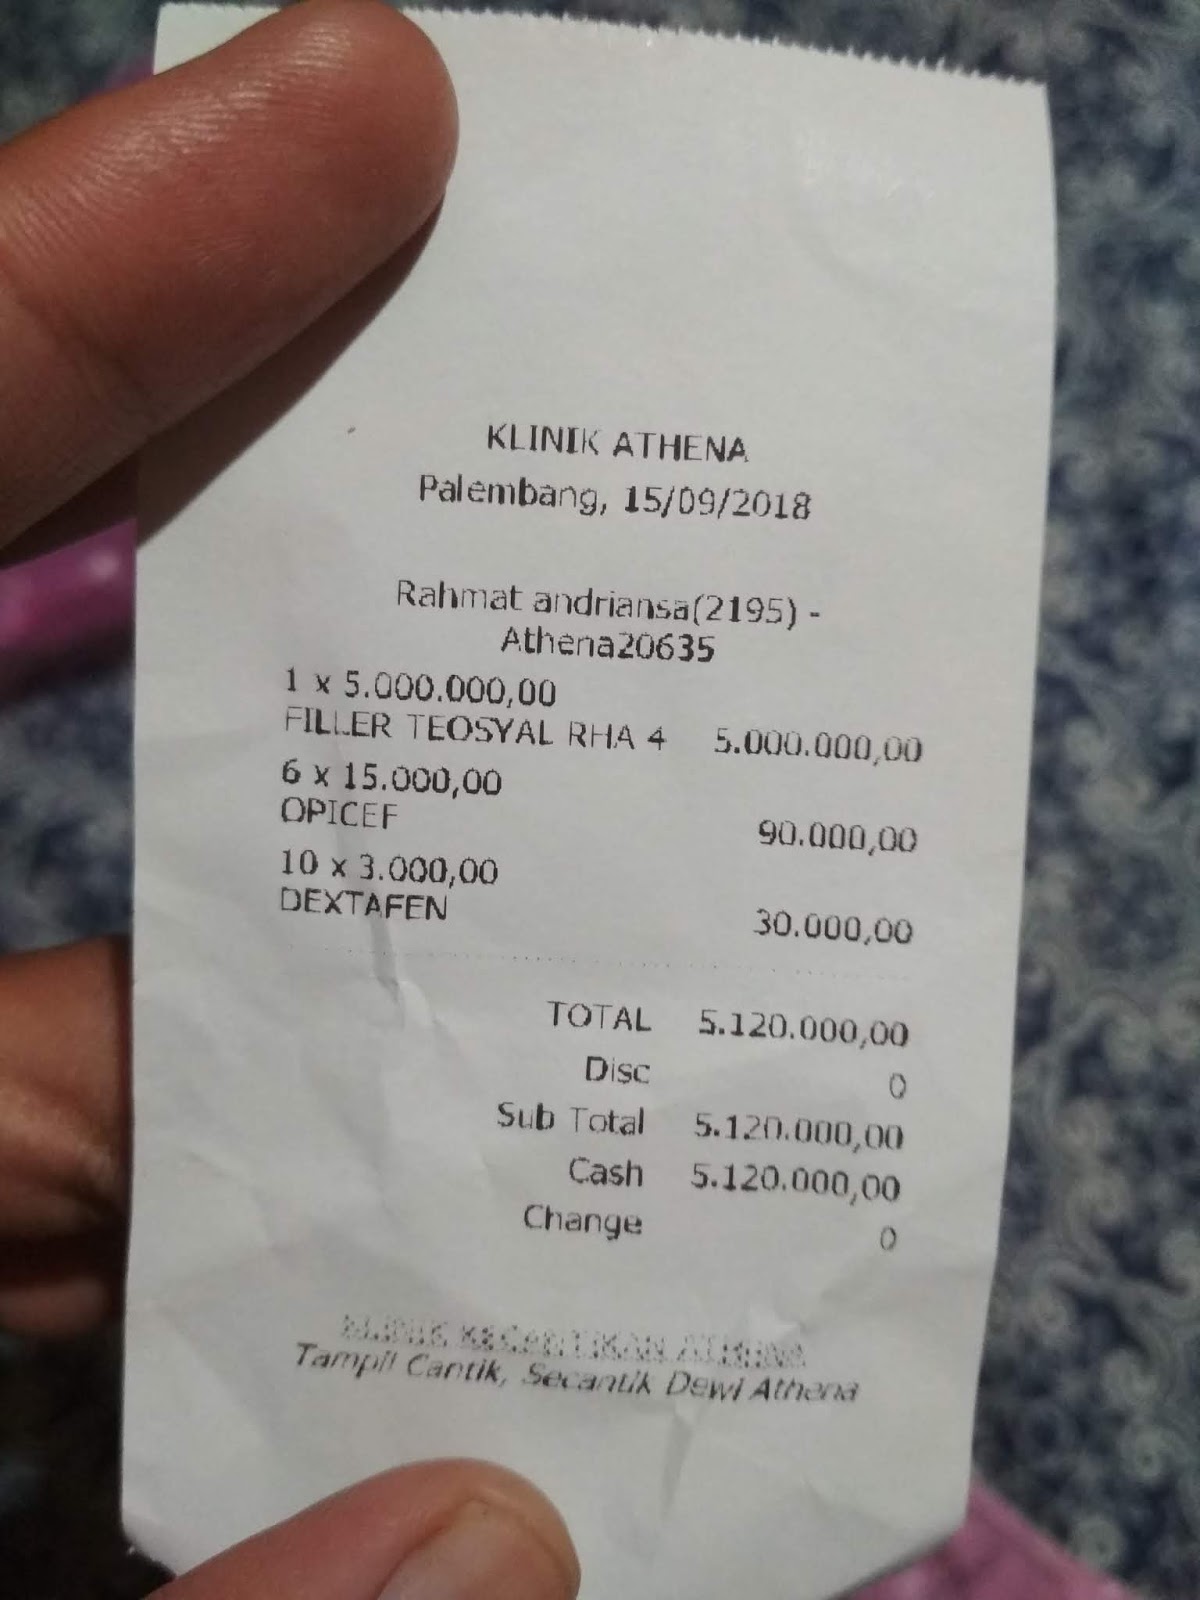 KLINIK ATHENA
Palembang, 15/09/2018
Rahmat andriansa(2195) -
Athena20635
1 x 5.000.000,00
FILLER TEOSYAL RHA 4 5.000.000,00
6 x 15.000,00
OPICEF 90.000,00
10 x 3.000,00
DEXTAFEN 30.000,00
TOTAL 5.120.000,00
Disc 0
Sub Total 5.120.000,00
Cash 5.120.000,00
Change 0
KLINIK KECANTIKAN ATHENA
Tampil Cantik, Secantik Dewi Athena